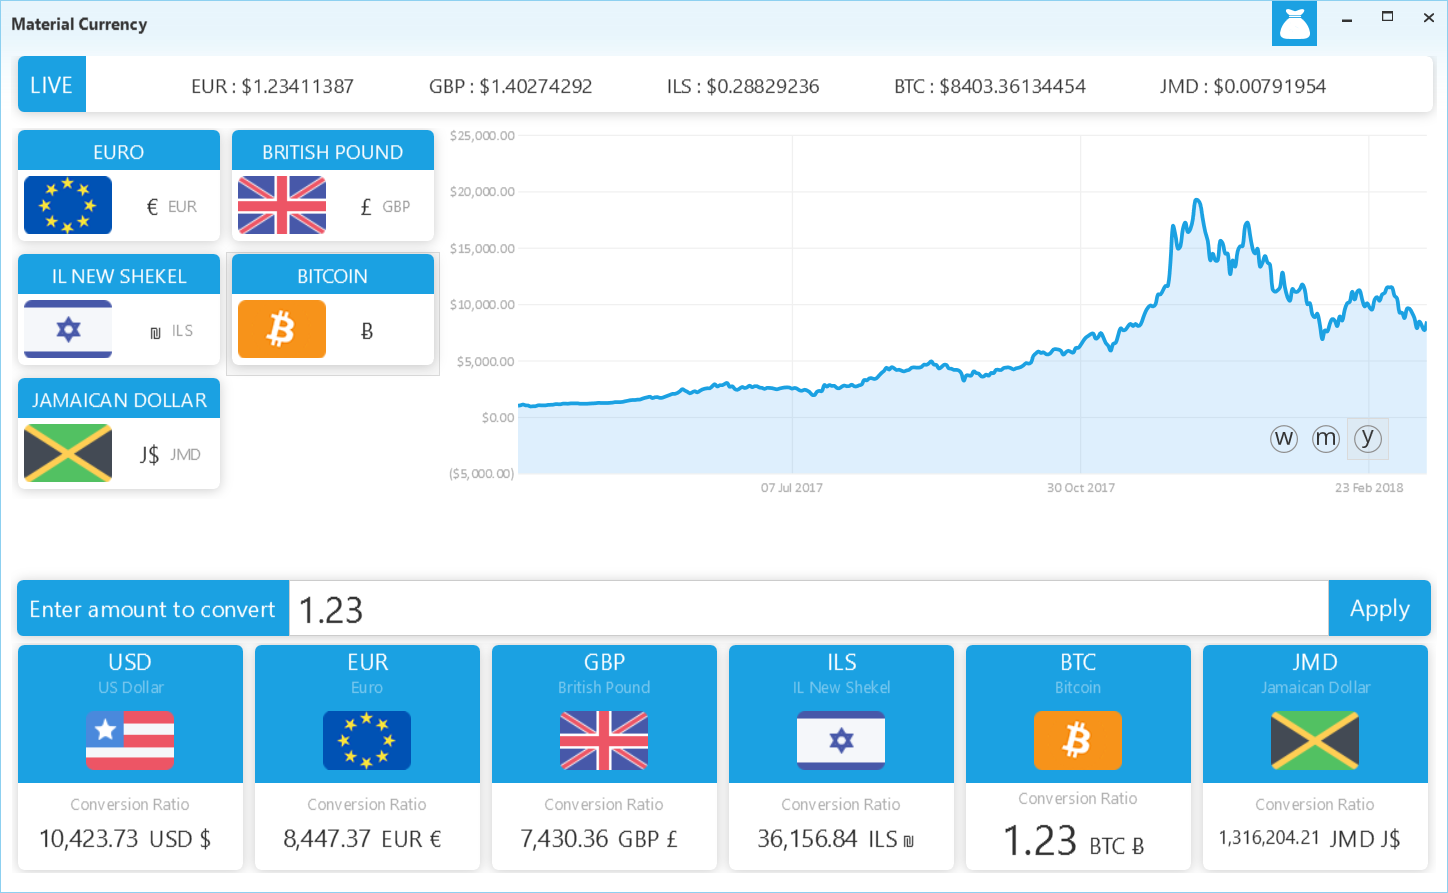 Material Currency
LIVE
EUR : $1.23411387
GBP : $1.40274292
ILS : $0.28829236
BTC : $8403.36134454
JMD : $0.00791954
EURO
€ EUR
BRITISH POUND
£ GBP
IL NEW SHEKEL
₪ ILS
BITCOIN
Ƀ
JAMAICAN DOLLAR
J$ JMD
$25,000.00
$20,000.00
$15,000.00
$10,000.00
$5,000.00
$0.00
($5,000.00)
07 Jul 2017
30 Oct 2017
23 Feb 2018
w m y
Enter amount to convert
1.23
Apply
USD
US Dollar
Conversion Ratio
10,423.73 USD $
EUR
Euro
Conversion Ratio
8,447.37 EUR €
GBP
British Pound
Conversion Ratio
7,430.36 GBP £
ILS
IL New Shekel
Conversion Ratio
36,156.84 ILS ₪
BTC
Bitcoin
Conversion Ratio
1.23 BTC Ƀ
JMD
Jamaican Dollar
Conversion Ratio
1,316,204.21 JMD J$